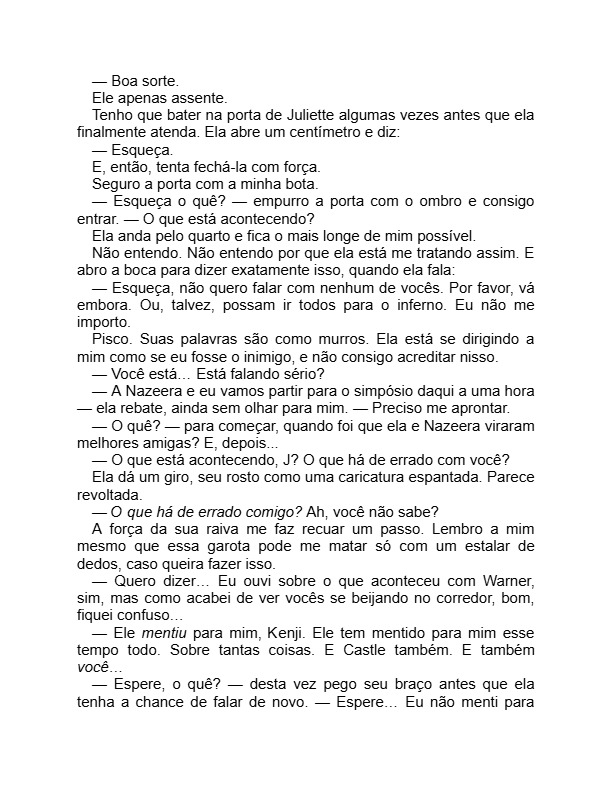 — Boa sorte.
Ele apenas assente.
Tenho que bater na porta de Juliette algumas vezes antes que ela
finalmente atenda. Ela abre um centímetro e diz:
— Esqueça.
E, então, tenta fechá-la com força.
Seguro a porta com a minha bota.
— Esqueça o quê? — empurro a porta com o ombro e consigo
entrar. — O que está acontecendo?
Ela anda pelo quarto e fica o mais longe de mim possível.
Não entendo. Não entendo por que ela está me tratando assim. E
abro a boca para dizer exatamente isso, quando ela fala:
— Esqueça, não quero falar com nenhum de vocês. Por favor, vá
embora. Ou, talvez, possam ir todos para o inferno. Eu não me
importo.
Pisco. Suas palavras são como murros. Ela está se dirigindo a
mim como se eu fosse o inimigo, e não consigo acreditar nisso.
— Você está… Está falando sério?
— A Nazeera e eu vamos partir para o simpósio daqui a uma hora
— ela rebate, ainda sem olhar para mim. — Preciso me aprontar.
— O quê? — para começar, quando foi que ela e Nazeera viraram
melhores amigas? E, depois...
— O que está acontecendo, J? O que há de errado com você?
Ela dá um giro, seu rosto como uma caricatura espantada. Parece
revoltada.
— O que há de errado comigo? Ah, você não sabe?
A força da sua raiva me faz recuar um passo. Lembro a mim
mesmo que essa garota pode me matar só com um estalar de
dedos, caso queira fazer isso.
— Quero dizer… Eu ouvi sobre o que aconteceu com Warner,
sim, mas como acabei de ver vocês se beijando no corredor, bom,
fiquei confuso…
— Ele mentiu para mim, Kenji. Ele tem mentido para mim esse
tempo todo. Sobre tantas coisas. E Castle também. E também
você…
— Espere, o quê? — desta vez pego seu braço antes que ela
tenha a chance de falar de novo. — Espere… Eu não menti para